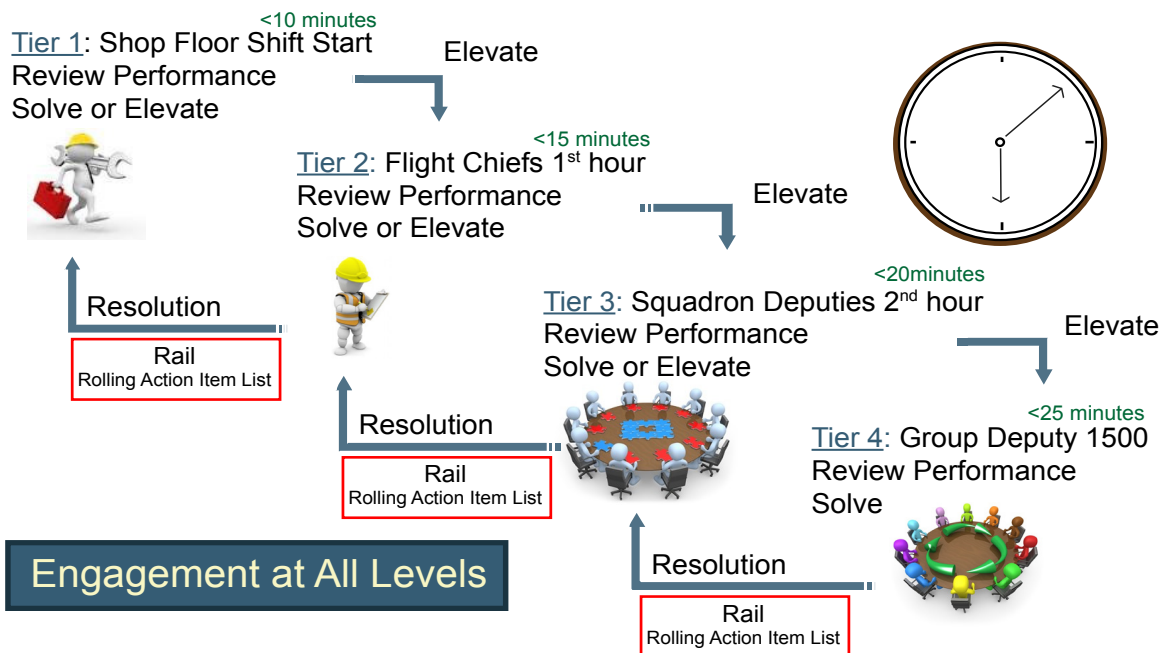 <10 minutes
Tier 1: Shop Floor Shift Start
Review Performance
Solve or Elevate
Elevate
<15 minutes
Tier 2: Flight Chiefs 1st hour
Review Performance
Solve or Elevate
Elevate
Resolution
Rail
Rolling Action Item List
<20minutes
Tier 3: Squadron Deputies 2nd hour
Review Performance
Solve or Elevate
Elevate
Resolution
Rail
Rolling Action Item List
<25 minutes
Tier 4: Group Deputy 1500
Review Performance
Solve
Resolution
Rail
Rolling Action Item List
Engagement at All Levels